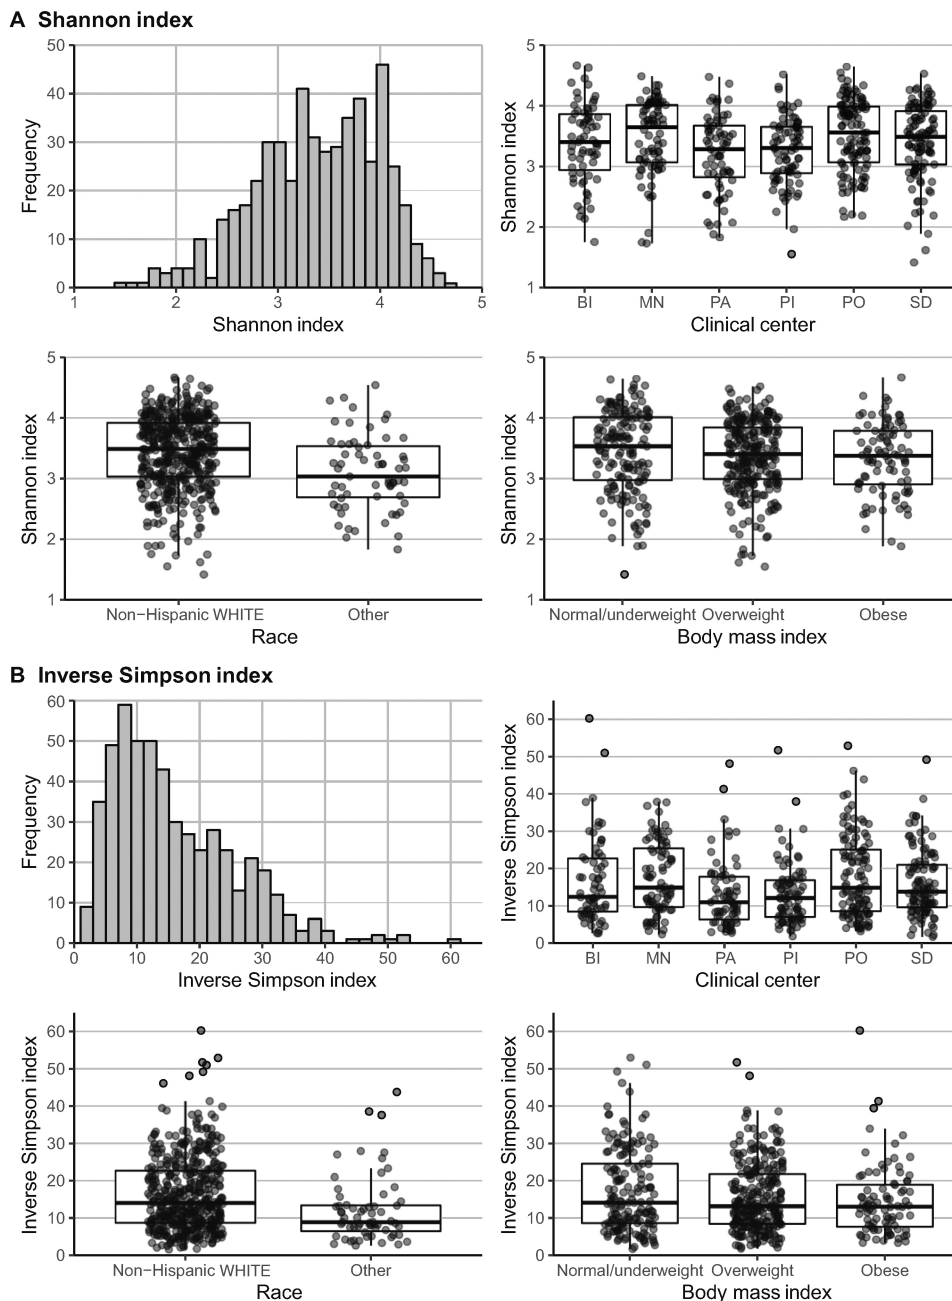 A Shannon index
50
40
30
20
10
0
Frequency
1 2 3 4 5
Shannon index
5
4
3
2
1
Shannon index
BI MN PA PI PO SD
Clinical center
5
4
3
2
1
Shannon index
Non−Hispanic WHITE Other
Race
5
4
3
2
1
Shannon index
Normal/underweight Overweight Obese
Body mass index
B Inverse Simpson index
60
50
40
30
20
10
0
Frequency
0 10 20 30 40 50 60
Inverse Simpson index
60
50
40
30
20
10
0
Inverse Simpson index
BI MN PA PI PO SD
Clinical center
60
50
40
30
20
10
0
Inverse Simpson index
Non−Hispanic WHITE Other
Race
60
50
40
30
20
10
0
Inverse Simpson index
Normal/underweight Overweight Obese
Body mass index